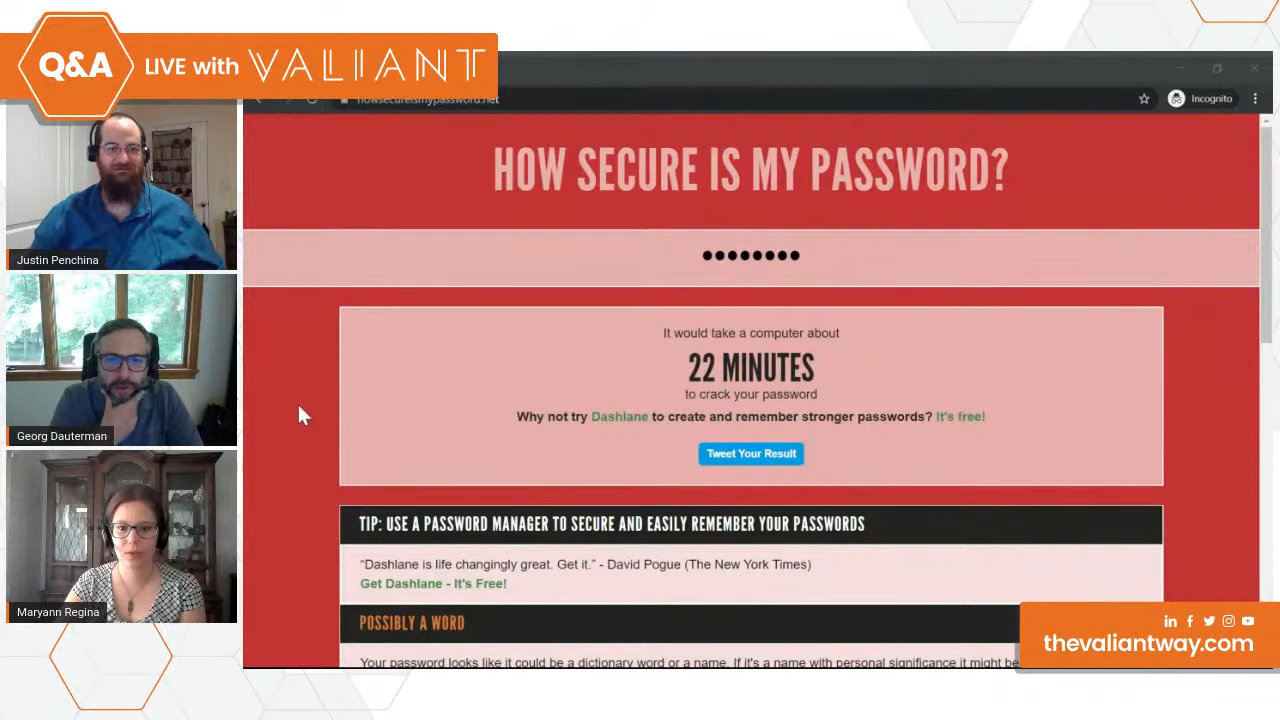 Q&A
LIVE with VALIANT
howsecureismypassword.net
Incognito
HOW SECURE IS MY PASSWORD?
It would take a computer about
22 MINUTES
to crack your password
Why not try Dashlane to create and remember stronger passwords? It's free!
Tweet Your Result
TIP: USE A PASSWORD MANAGER TO SECURE AND EASILY REMEMBER YOUR PASSWORDS
“Dashlane is life changingly great. Get it.” - David Pogue (The New York Times)
Get Dashlane - It's Free!
POSSIBLY A WORD
Your password looks like it could be a dictionary word or a name. If it's a name with personal significance it might be
Justin Penchina
Georg Dauterman
Maryann Regina
thevaliantway.com